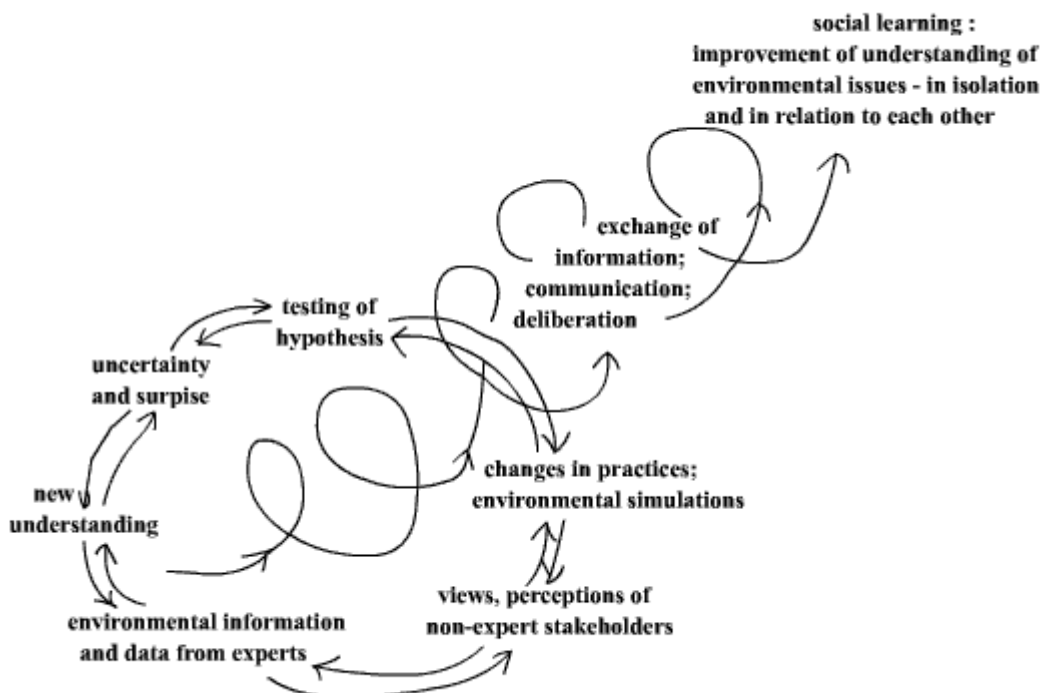 social learning :
improvement of understanding of
environmental issues - in isolation
and in relation to each other
exchange of
information;
communication;
deliberation
testing of
hypothesis
uncertainty
and surpise
changes in practices;
environmental simulations
new
understanding
views, perceptions of
non-expert stakeholders
environmental information
and data from experts